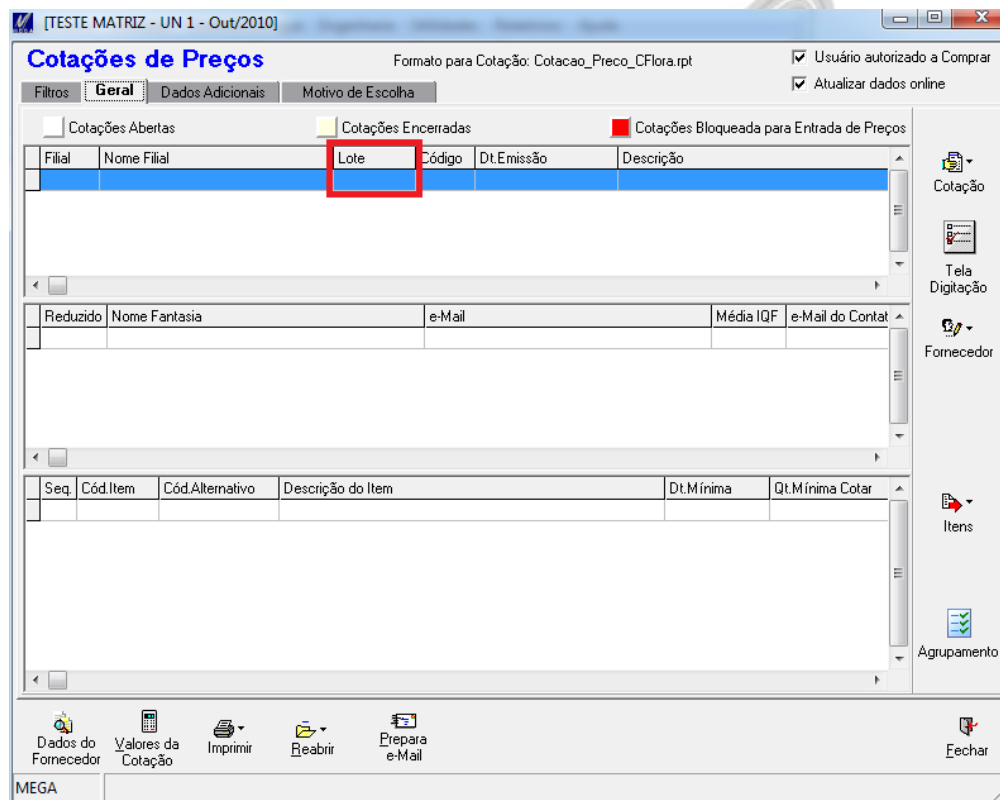 [TESTE MATRIZ - UN 1 - Out/2010]
Cotações de Preços
Formato para Cotação: Cotacao_Preco_CFlora.rpt
Usuário autorizado a Comprar
Atualizar dados online
Filtros Geral Dados Adicionais Motivo de Escolha
Cotações Abertas Cotações Encerradas Cotações Bloqueada para Entrada de Preços
Filial Nome Filial Lote Código Dt.Emissão Descrição
Cotação
Tela
Digitação
Reduzido Nome Fantasia e-Mail Média IQF e-Mail do Contat
Fornecedor
Seq. Cód.Item Cód.Alternativo Descrição do Item Dt.Mínima Qt.Mínima Cotar
Itens
Agrupamento
Dados do
Fornecedor
Valores da
Cotação
Imprimir
Reabrir
Prepara
e-Mail
Fechar
MEGA